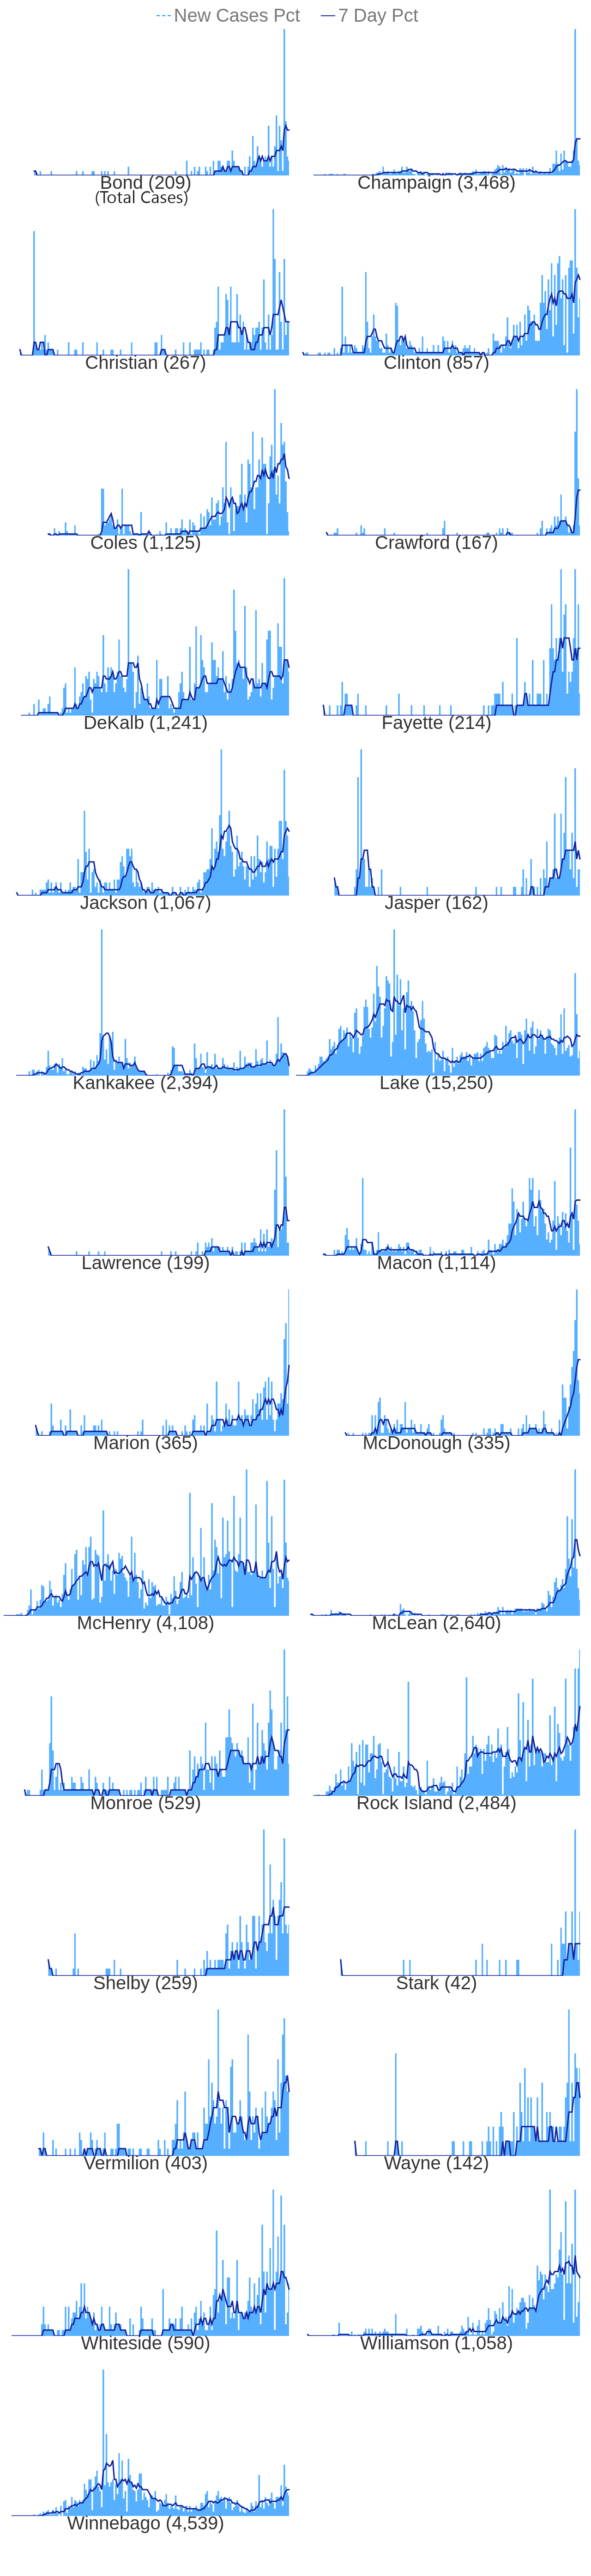 New Cases Pct 7 Day Pct
Bond (209) Champaign (3,468)
(Total Cases)
Christian (267) Clinton (857)
Coles (1,125) Crawford (167)
DeKalb (1,241) Fayette (214)
Jackson (1,067) Jasper (162)
Kankakee (2,394) Lake (15,250)
Lawrence (199) Macon (1,114)
Marion (365) McDonough (335)
McHenry (4,108) McLean (2,640)
Monroe (529) Rock Island (2,484)
Shelby (259) Stark (42)
Vermilion (403) Wayne (142)
Whiteside (590) Williamson (1,058)
Winnebago (4,539)